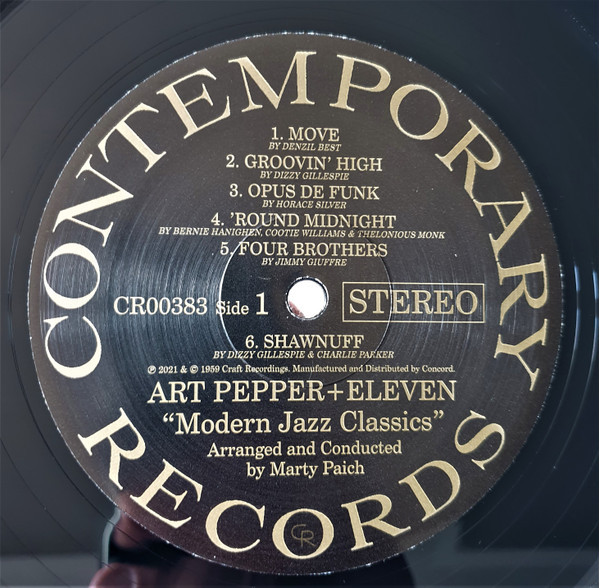 CONTEMPORARY
1. MOVE
BY DENZIL BEST
2. GROOVIN' HIGH
BY DIZZY GILLESPIE
3. OPUS DE FUNK
BY HORACE SILVER
4. 'ROUND MIDNIGHT
BY BERNIE HANIGHEN, COOTIE WILLIAMS & THELONIOUS MONK
5. FOUR BROTHERS
BY JIMMY GIUFFRE
CR00383 Side 1 STEREO
6. SHAWNUFF
BY DIZZY GILLESPIE & CHARLIE PARKER
℗ 2021 & © 1959 Craft Recordings. Manufactured and Distributed by Concord.
ART PEPPER+ELEVEN
“Modern Jazz Classics”
Arranged and Conducted
by Marty Paich
RECORDS
CR